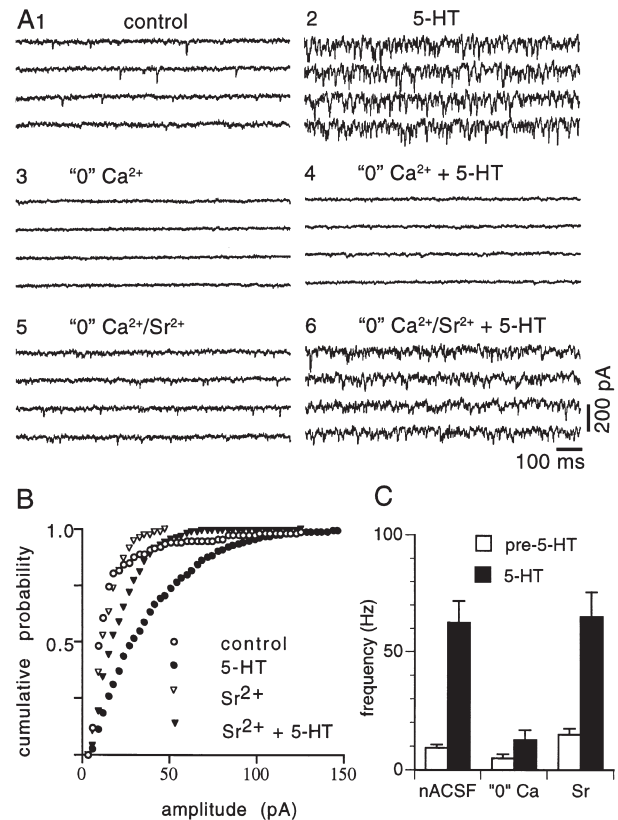 A1 control
2 5-HT
3 “0” Ca²⁺
4 “0” Ca²⁺ + 5-HT
5 “0” Ca²⁺/Sr²⁺
6 “0” Ca²⁺/Sr²⁺ + 5-HT
200 pA
100 ms
B
cumulative probability
1.0
0.5
control
5-HT
Sr²⁺
Sr²⁺ + 5-HT
0 50 100 150
amplitude (pA)
C
frequency (Hz)
100
50
0
pre-5-HT
5-HT
nACSF "0" Ca Sr